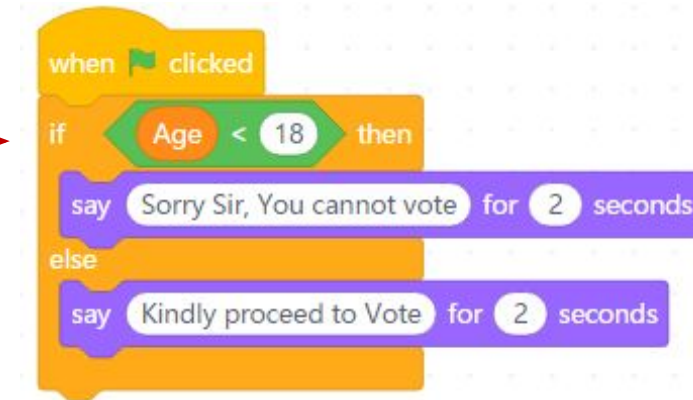 when clicked
if Age < 18 then
say Sorry Sir, You cannot vote for 2 seconds
else
say Kindly proceed to Vote for 2 seconds